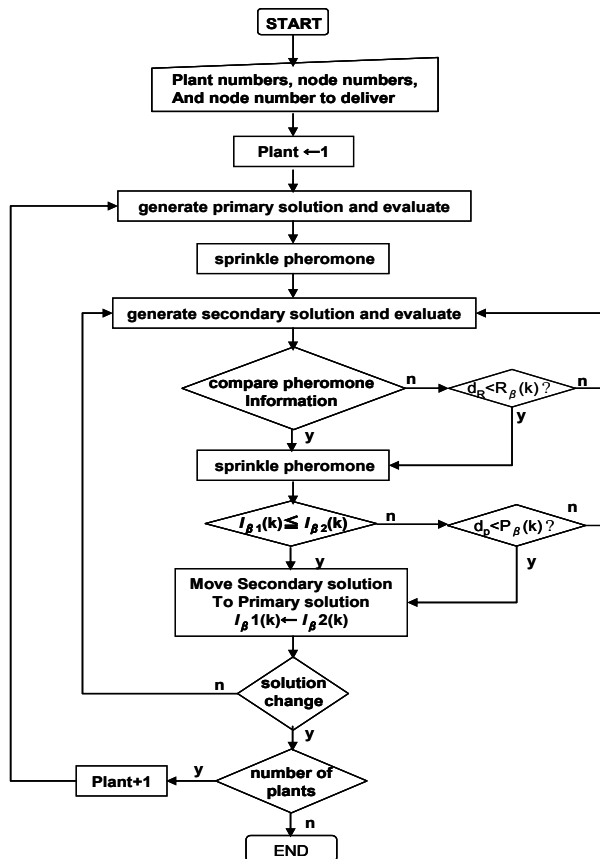 START
Plant numbers, node numbers,
And node number to deliver
Plant ←1
generate primary solution and evaluate
sprinkle pheromone
generate secondary solution and evaluate
compare pheromone
Information
n
d_R<R_β(k)?
n
y
y
sprinkle pheromone
I_β1(k)≦ I_β2(k)
n
d_p<P_β(k)?
n
y
y
Move Secondary solution
To Primary solution
I_β1(k)← I_β2(k)
solution
change
n
y
number of
plants
y
Plant+1
n
END